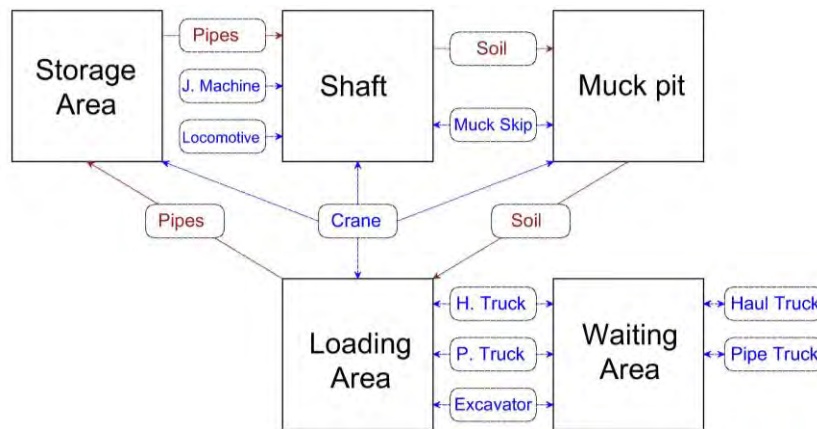 Storage
Area
Pipes
J. Machine
Locomotive
Shaft
Soil
Muck Skip
Muck pit
Pipes
Crane
Soil
Loading
Area
H. Truck
P. Truck
Excavator
Waiting
Area
Haul Truck
Pipe Truck